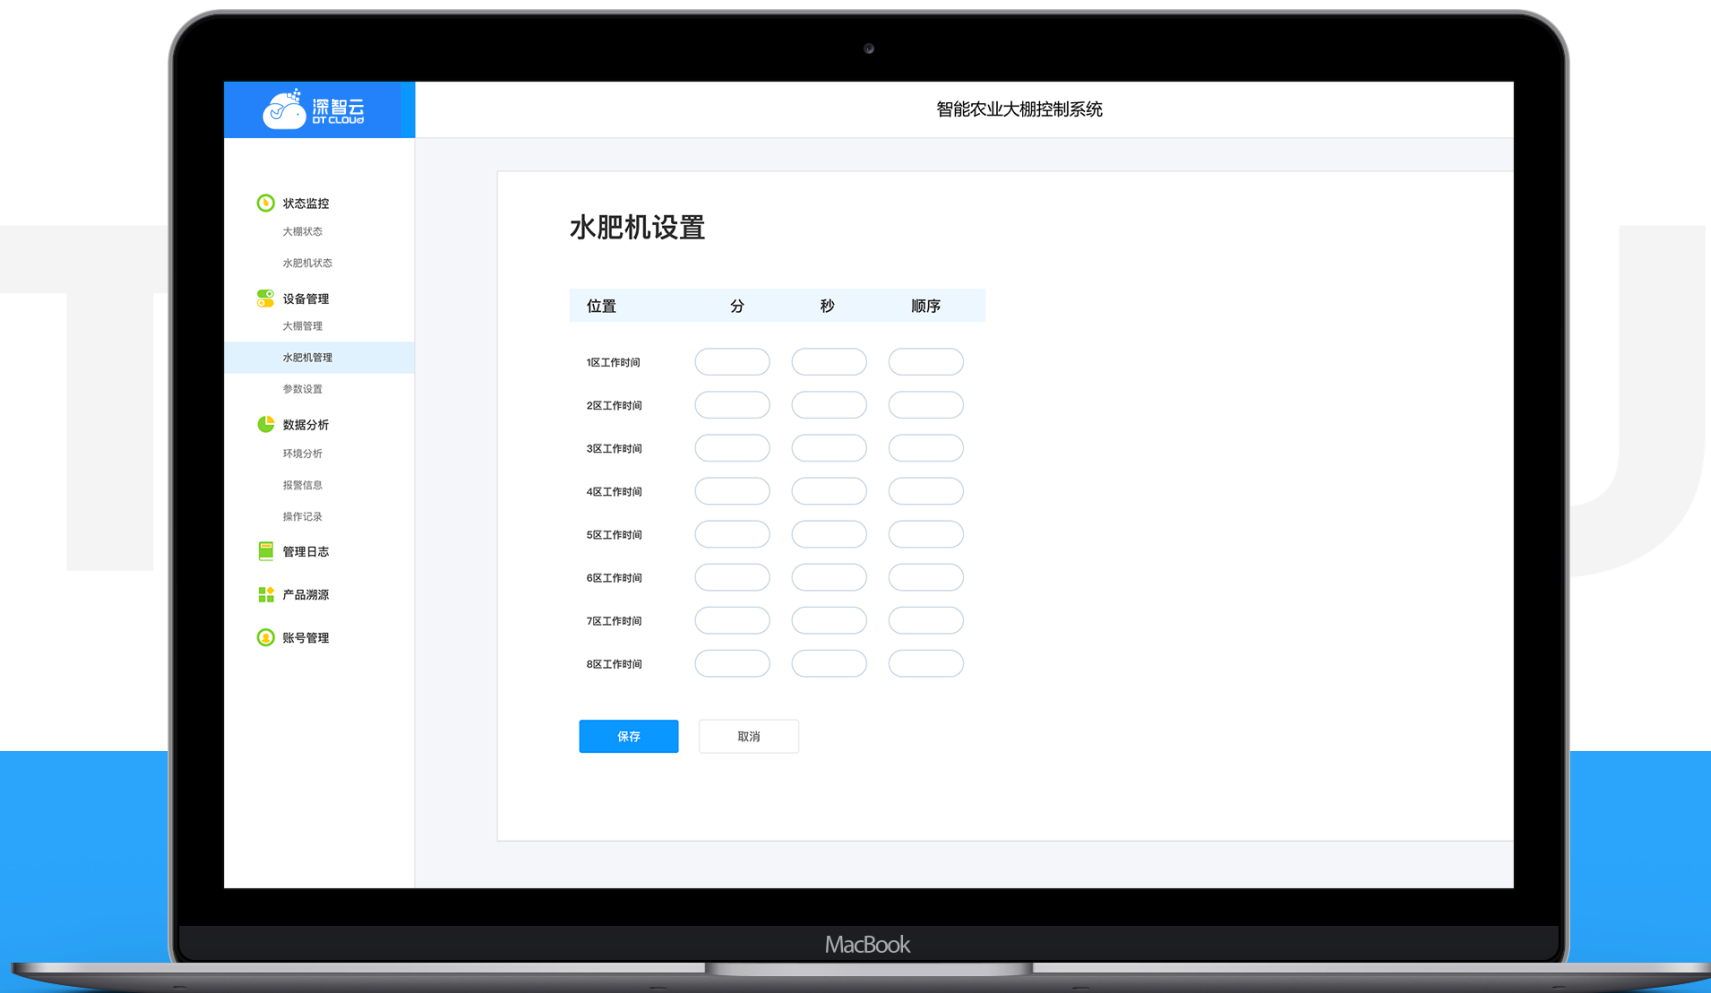 深智云
DT CLOUd
智能农业大棚控制系统
状态监控
大棚状态
水肥机状态
设备管理
大棚管理
水肥机管理
参数设置
数据分析
环境分析
报警信息
操作记录
管理日志
产品溯源
账号管理
水肥机设置
位置 分 秒 顺序
1区工作时间
2区工作时间
3区工作时间
4区工作时间
5区工作时间
6区工作时间
7区工作时间
8区工作时间
保存 取消
MacBook
T U